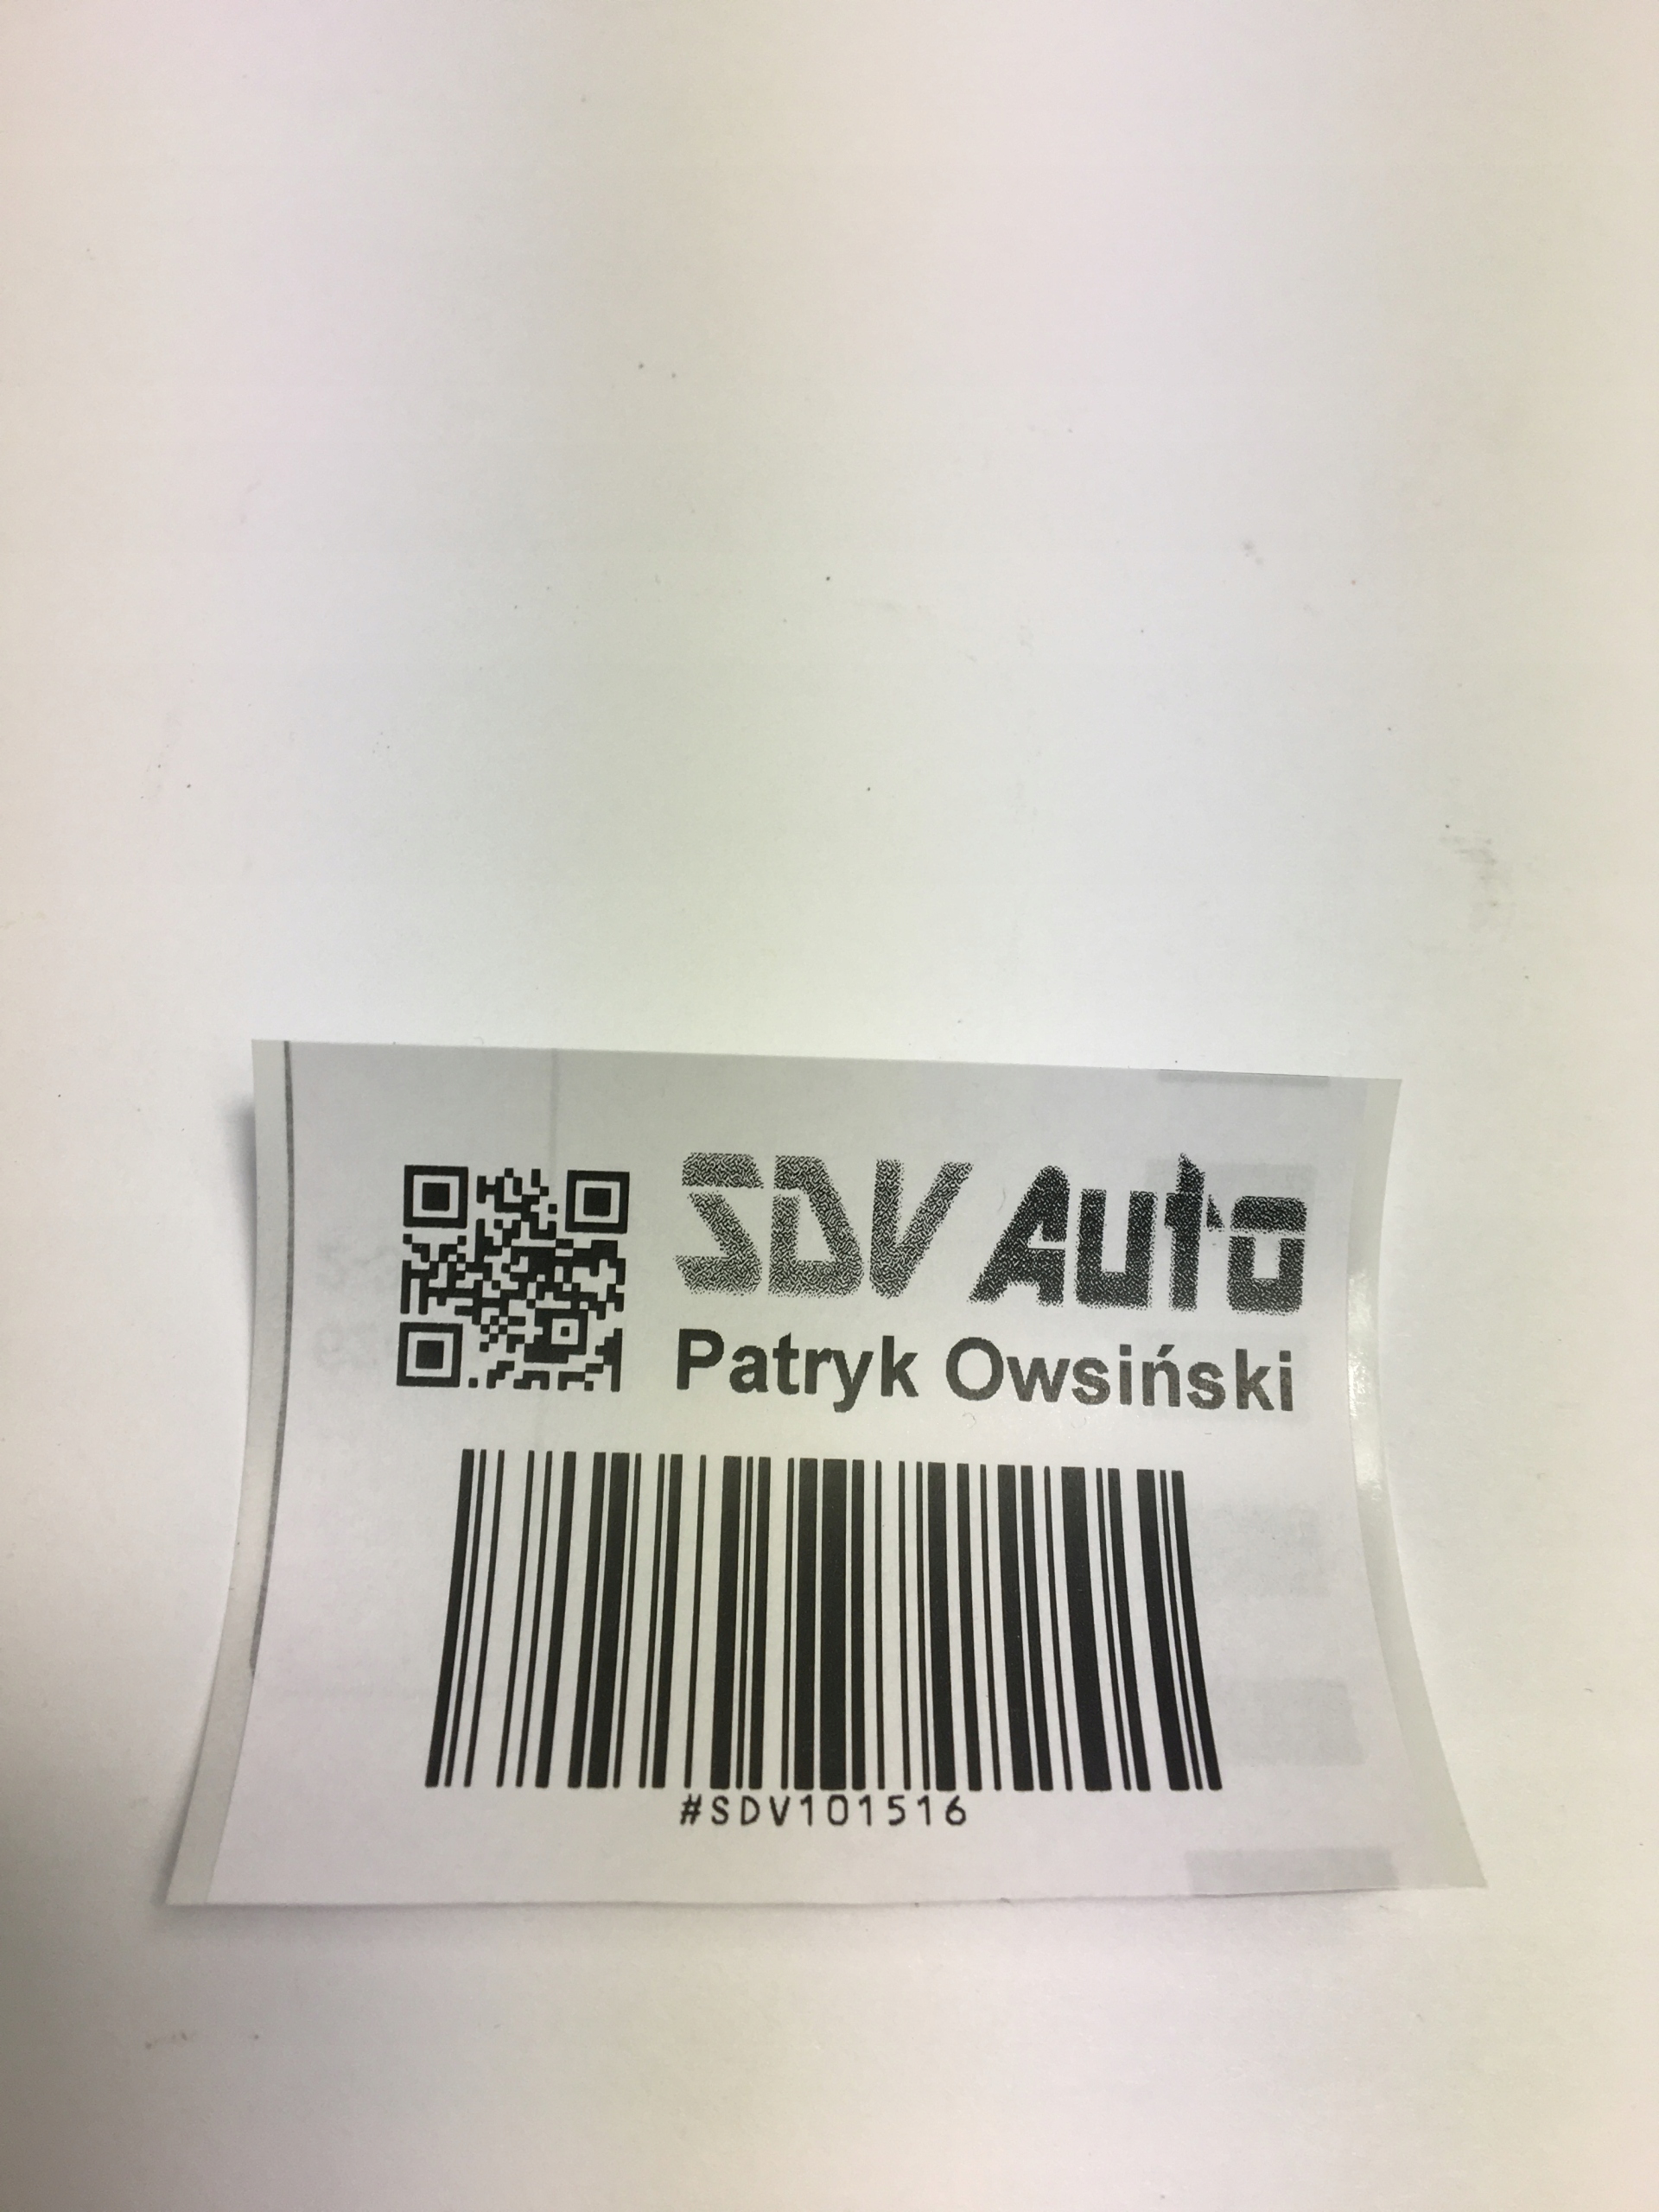 SDV Auto
Patryk Owsiński
#SDV101516